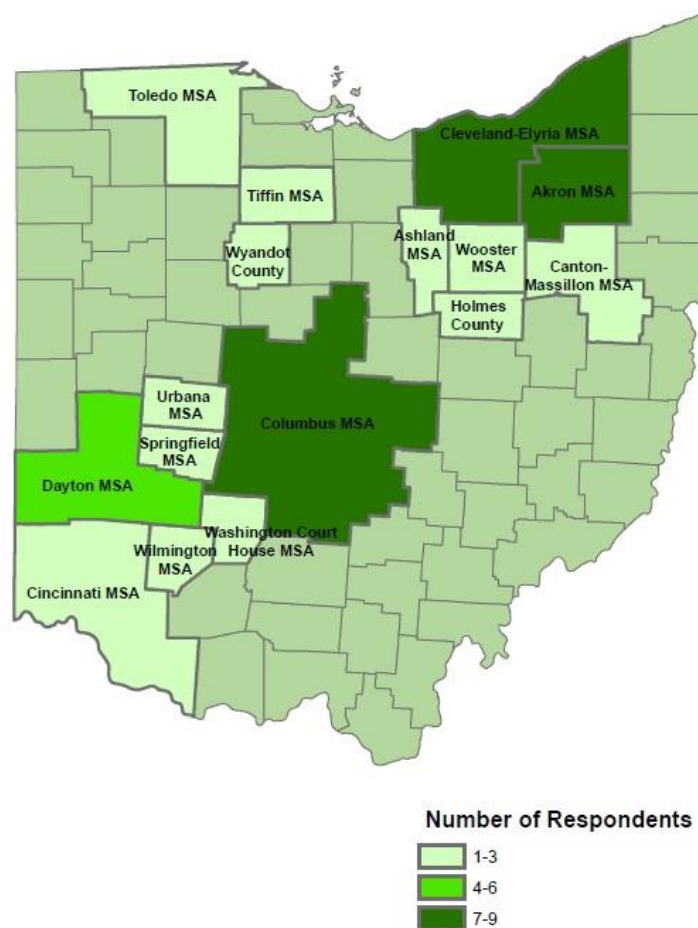 Toledo MSA
Cleveland-Elyria MSA
Akron MSA
Tiffin MSA
Wyandot
County
Ashland
MSA
Wooster
MSA
Canton-
Massillon MSA
Holmes
County
Urbana
MSA
Columbus MSA
Springfield
MSA
Dayton MSA
Washington Court
House MSA
Wilmington
MSA
Cincinnati MSA
Number of Respondents
1-3
4-6
7-9